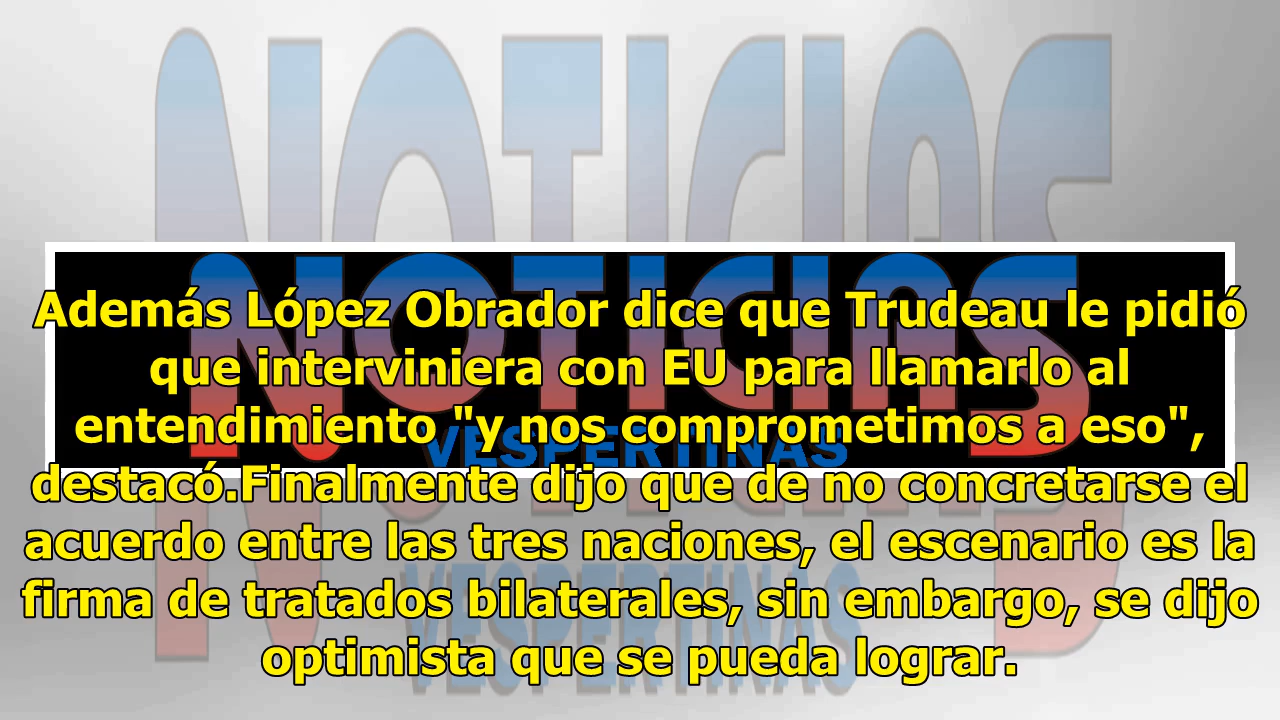 NOTICIAS
NOTICIAS
Además López Obrador dice que Trudeau le pidió
que interviniera con EU para llamarlo al
entendimiento "y nos comprometimos a eso",
VESPERTINAS
destacó.Finalmente dijo que de no concretarse el
acuerdo entre las tres naciones, el escenario es la
firma de tratados bilaterales, sin embargo, se dijo
VESPERTINAS
optimista que se pueda lograr.